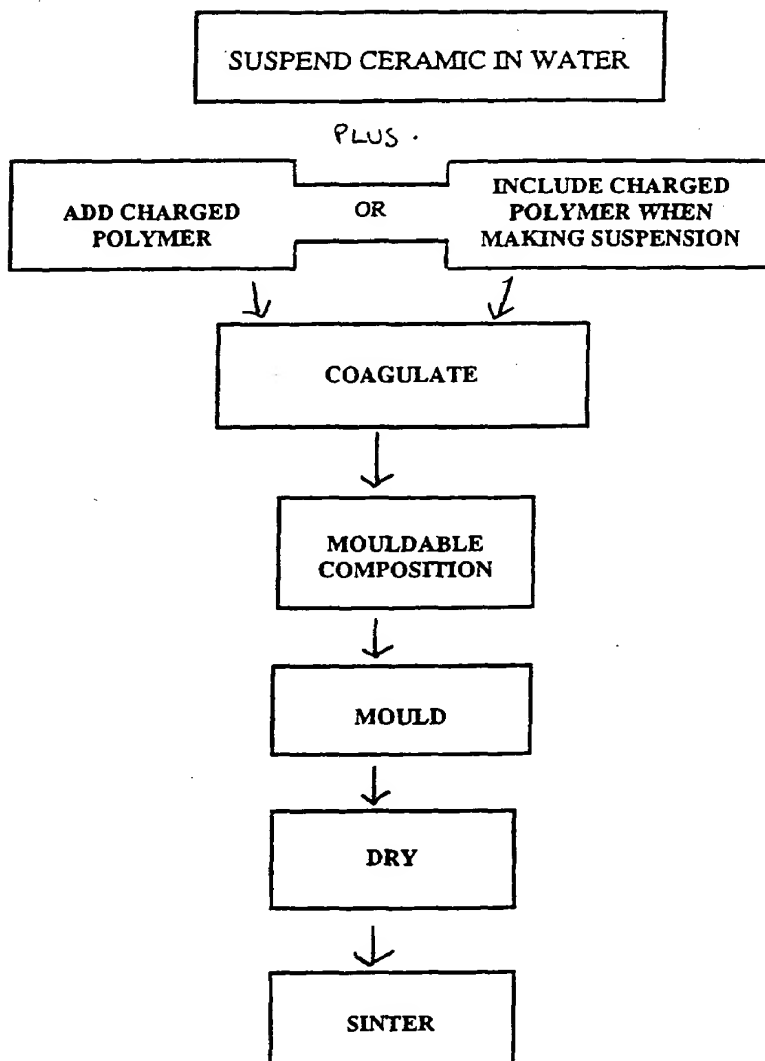 SUSPEND CERAMIC IN WATER
PLUS.
ADD CHARGED
POLYMER
OR
INCLUDE CHARGED
POLYMER WHEN
MAKING SUSPENSION
COAGULATE
MOULDABLE
COMPOSITION
MOULD
DRY
SINTER